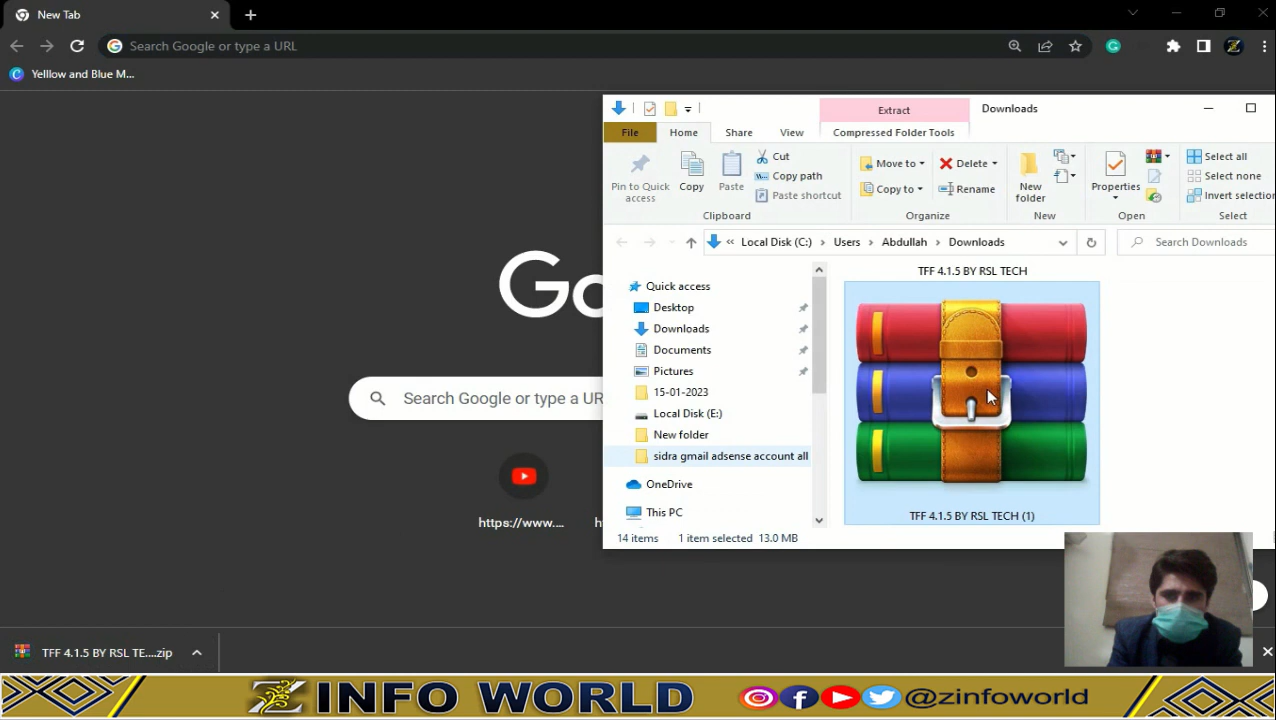 New Tab
Search Google or type a URL
Yelllow and Blue M...
Extract
Downloads
File
Home
Share
View
Compressed Folder Tools
Pin to Quick access
Copy
Paste
Cut
Copy path
Paste shortcut
Clipboard
Move to
Copy to
Delete
Rename
Organize
New folder
New
Properties
Open
Select all
Select none
Invert selection
Select
« Local Disk (C:) > Users > Abdullah > Downloads
Search Downloads
Quick access
Desktop
Downloads
Documents
Pictures
15-01-2023
Local Disk (E:)
New folder
sidra gmail adsense account all
OneDrive
This PC
TFF 4.1.5 BY RSL TECH
TFF 4.1.5 BY RSL TECH (1)
14 items
1 item selected 13.0 MB
Go
Search Google or type a UR
https://www....
TFF 4.1.5 BY RSL TE....zip
Z INFO WORLD
@zinfoworld